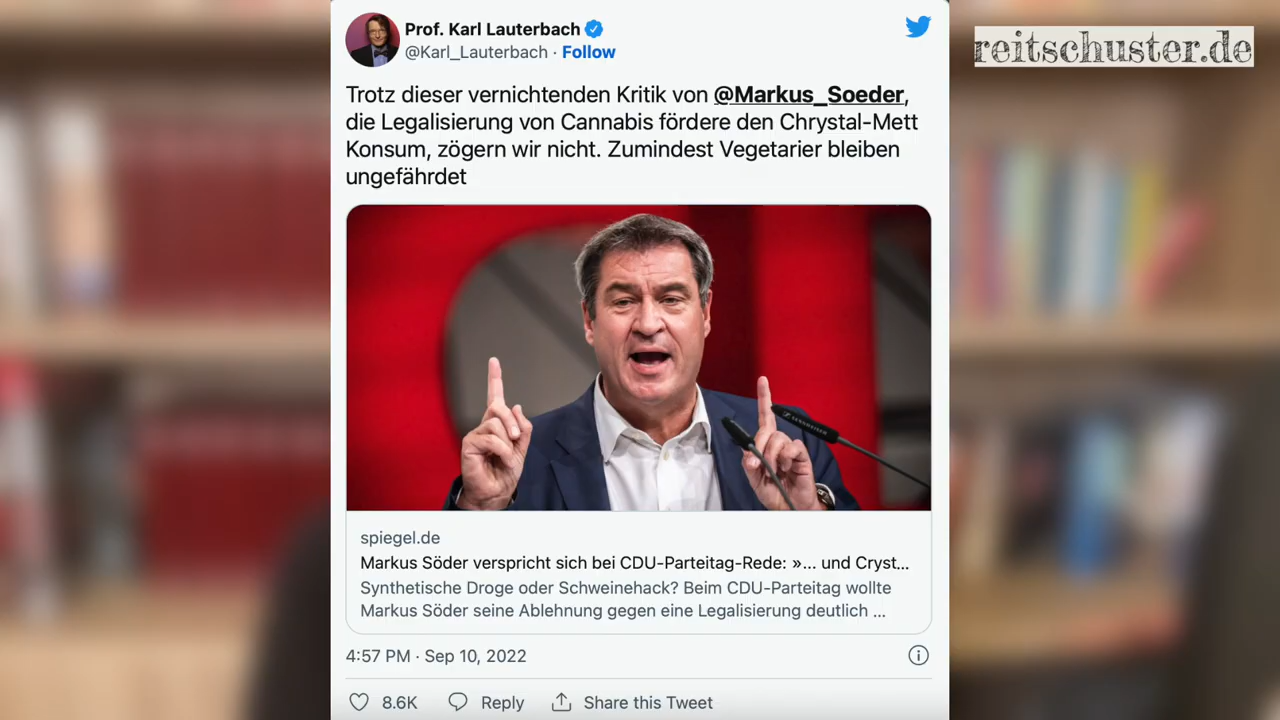 Prof. Karl Lauterbach
@Karl_Lauterbach · Follow
reitschuster.de
Trotz dieser vernichtenden Kritik von @Markus_Soeder,
die Legalisierung von Cannabis fördere den Chrystal-Mett
Konsum, zögern wir nicht. Zumindest Vegetarier bleiben
ungefährdet
SENNHEISER
spiegel.de
Markus Söder verspricht sich bei CDU-Parteitag-Rede: »... und Cryst...
Synthetische Droge oder Schweinehack? Beim CDU-Parteitag wollte
Markus Söder seine Ablehnung gegen eine Legalisierung deutlich ...
4:57 PM · Sep 10, 2022
8.6K Reply Share this Tweet